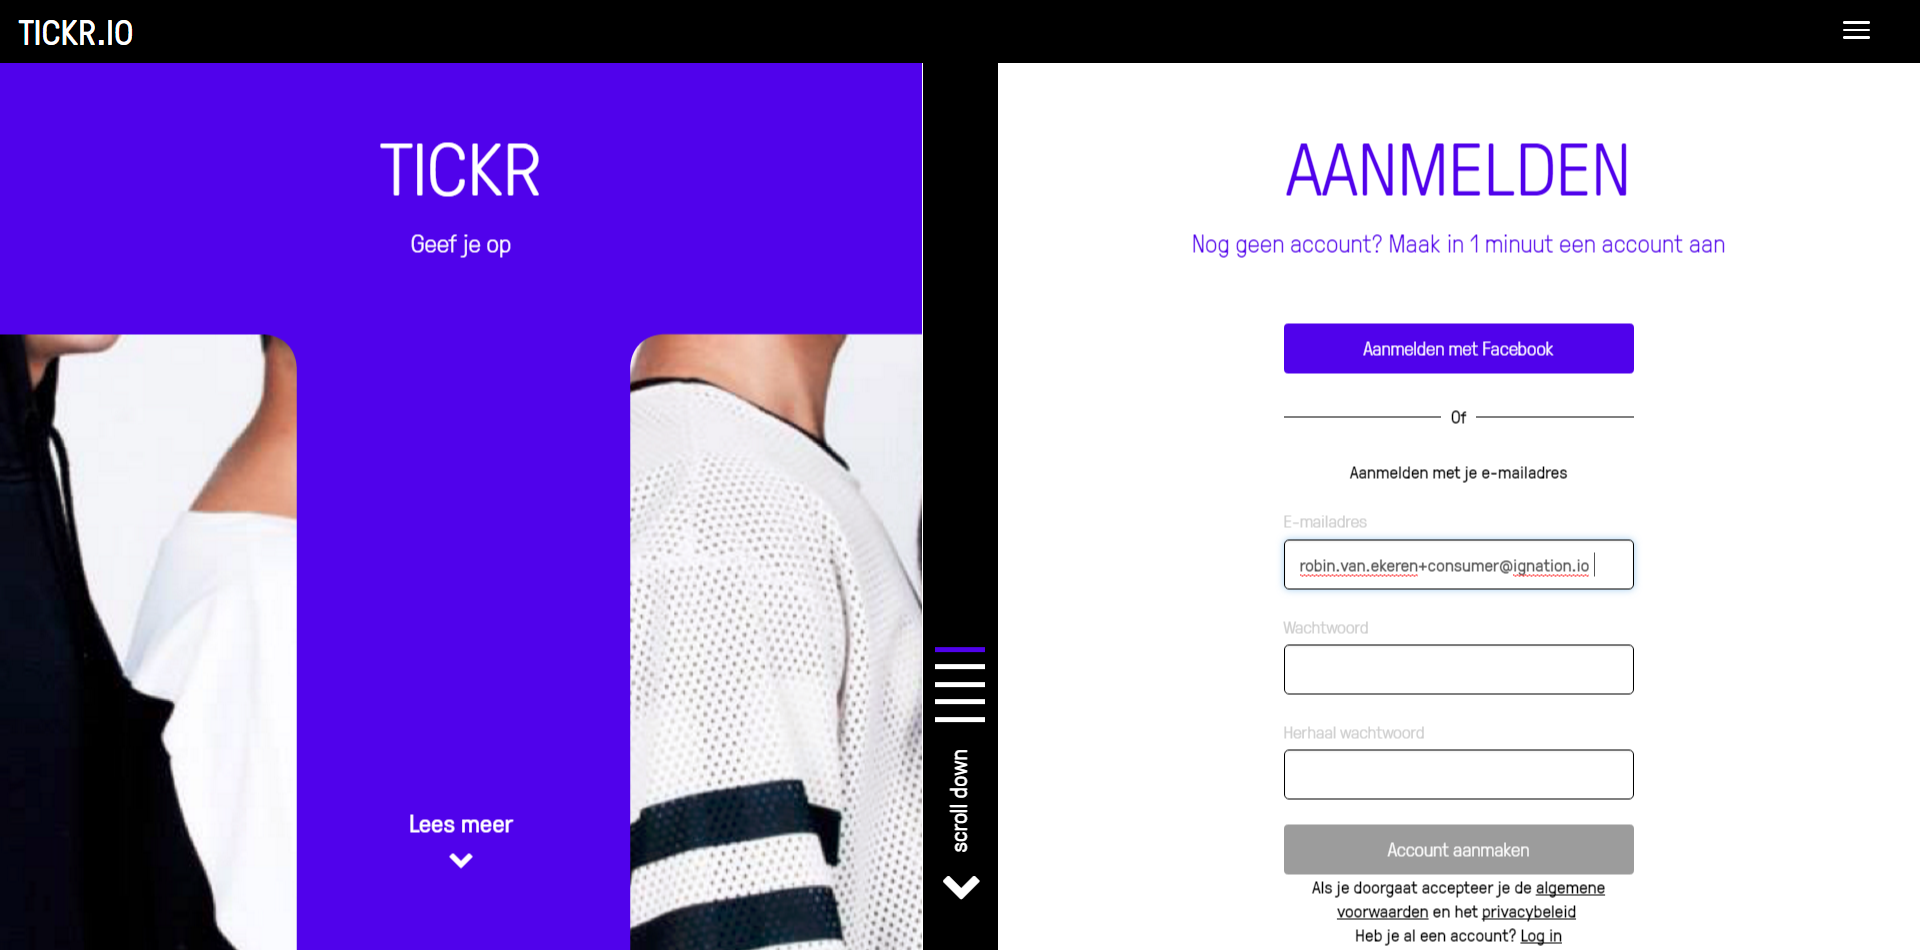 TICKR.IO
TICKR
Geef je op
Lees meer
scroll down
AANMELDEN
Nog geen account? Maak in 1 minuut een account aan
Aanmelden met Facebook
Of
Aanmelden met je e-mailadres
E-mailadres
robin.van.ekeren+consumer@ignation.io
Wachtwoord
Herhaal wachtwoord
Account aanmaken
Als je doorgaat accepteer je de algemene
voorwaarden en het privacybeleid
Heb je al een account? Log in